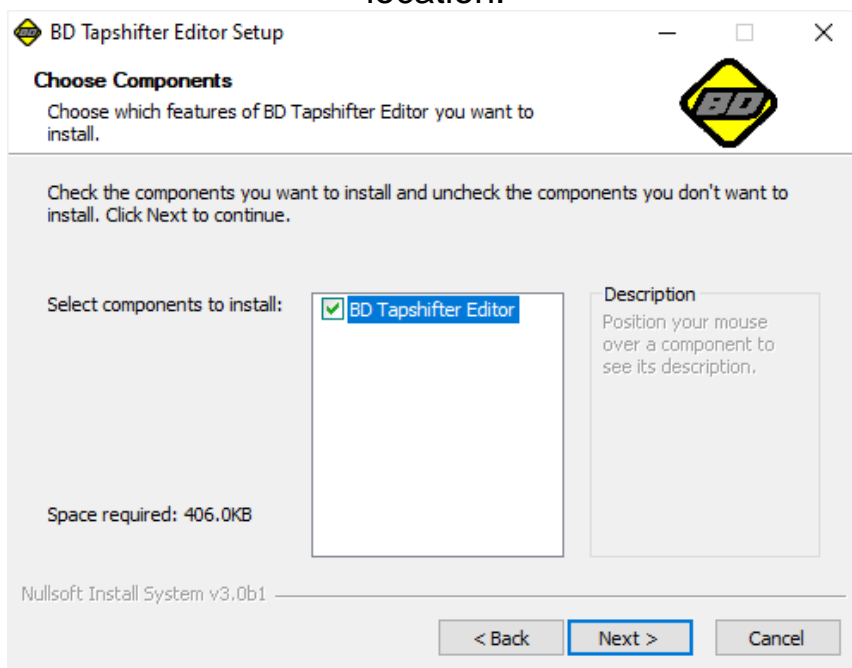 location.
BD Tapshifter Editor Setup
Choose Components
Choose which features of BD Tapshifter Editor you want to
install.
BD
Check the components you want to install and uncheck the components you don't want to
install. Click Next to continue.
Select components to install:
BD Tapshifter Editor
Description
Position your mouse
over a component to
see its description.
Space required: 406.0KB
Nullsoft Install System v3.0b1
< Back
Next >
Cancel